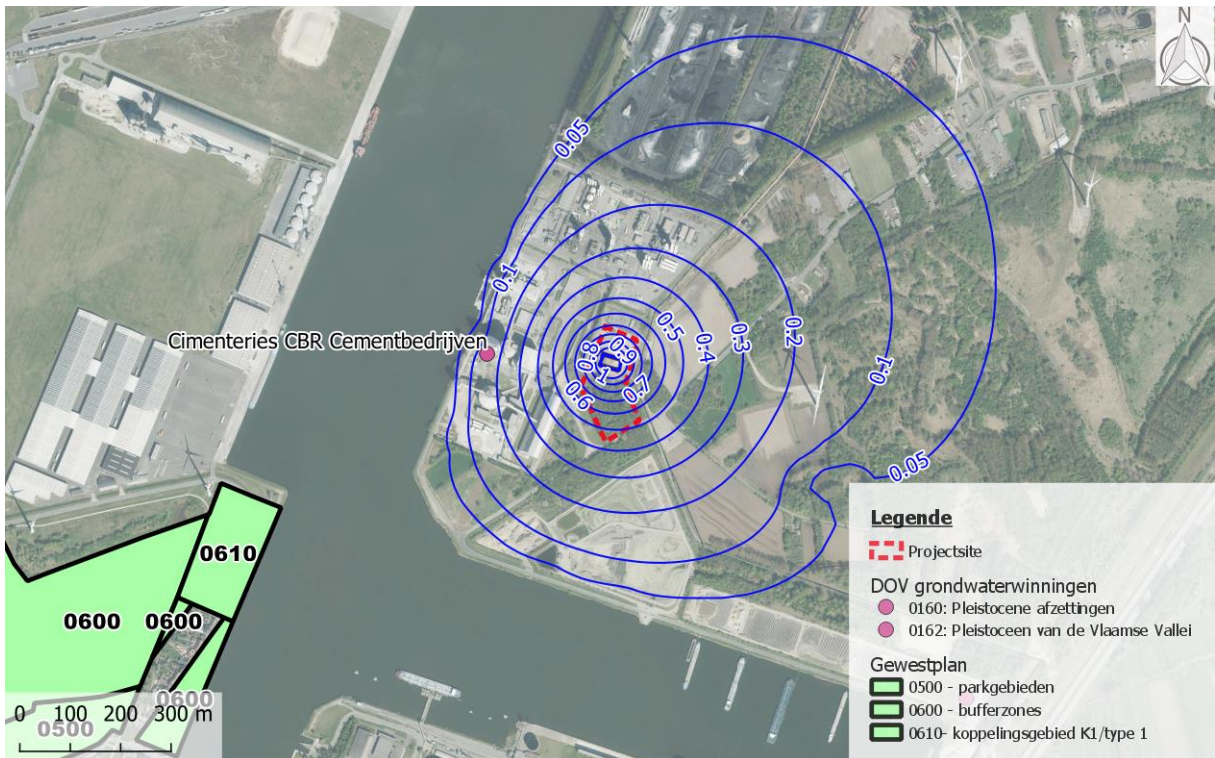 N
0.05
0.1
Cimenteries CBR Cementbedrijven
0.8
0.9
0.5
0.4
0.3
0.2
0.1
1
0.7
0.6
0.05
0610
0600
0600
0600
0500
0 100 200 300 m
Legende
Projectsite
DOV grondwaterwinningen
0160: Pleistocene afzettingen
0162: Pleistoceen van de Vlaamse Vallei
Gewestplan
0500 - parkgebieden
0600 - bufferzones
0610- koppelingsgebied K1/type 1